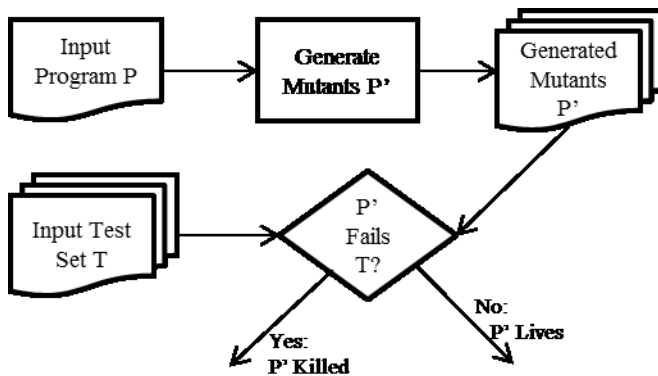 Input
Program P
Generate
Mutants P’
Generated
Mutants
P’
Input Test
Set T
P’
Fails
T?
Yes:
P’ Killed
No:
P’ Lives